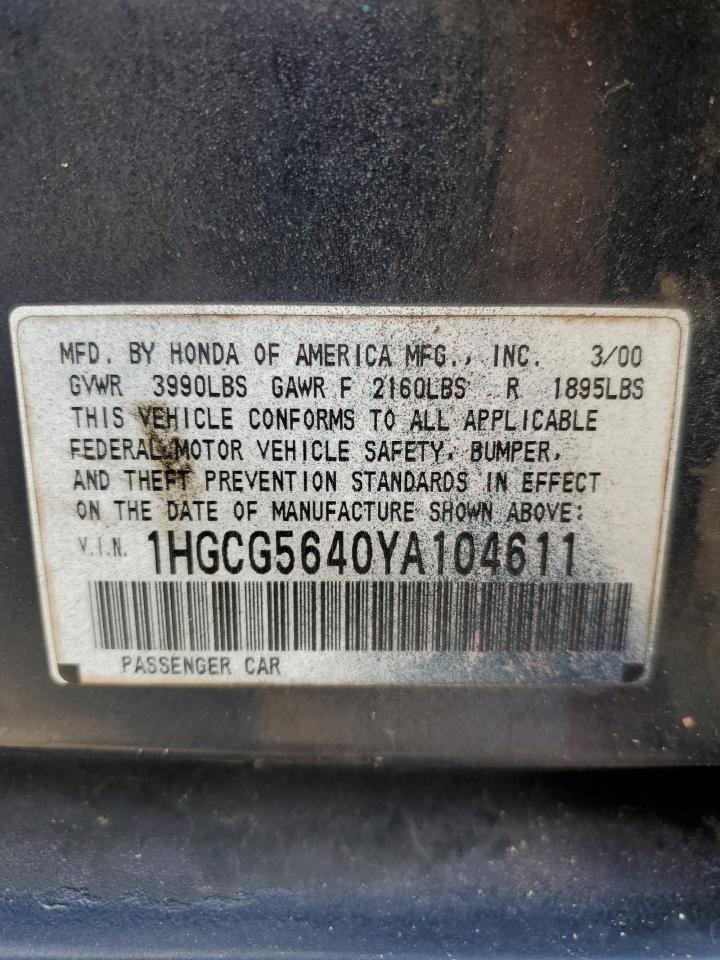 MFD. BY HONDA OF AMERICA MFG., INC. 3/00
GVWR 3990LBS GAWR F 2160LBS R 1895LBS
THIS VEHICLE CONFORMS TO ALL APPLICABLE
FEDERAL MOTOR VEHICLE SAFETY, BUMPER,
AND THEFT PREVENTION STANDARDS IN EFFECT
ON THE DATE OF MANUFACTURE SHOWN ABOVE:
V.I.N. 1HGCG5640YA104611
PASSENGER CAR